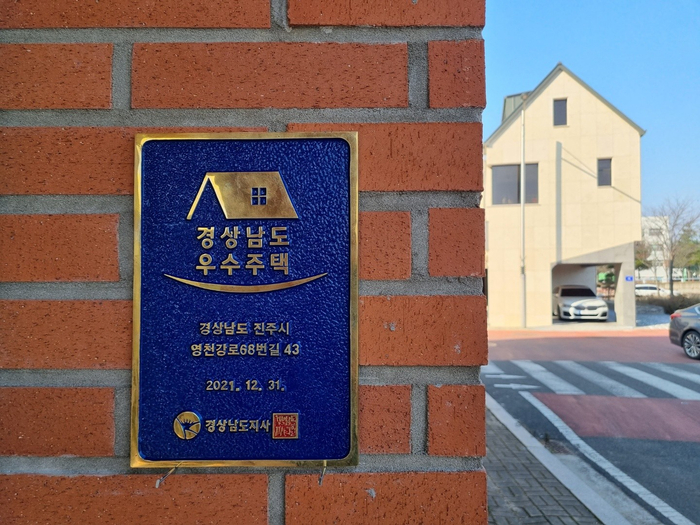 경상남도
우수주택
경상남도 진주시
영천강로68번길 43
2021. 12. 31.
경상남도지사